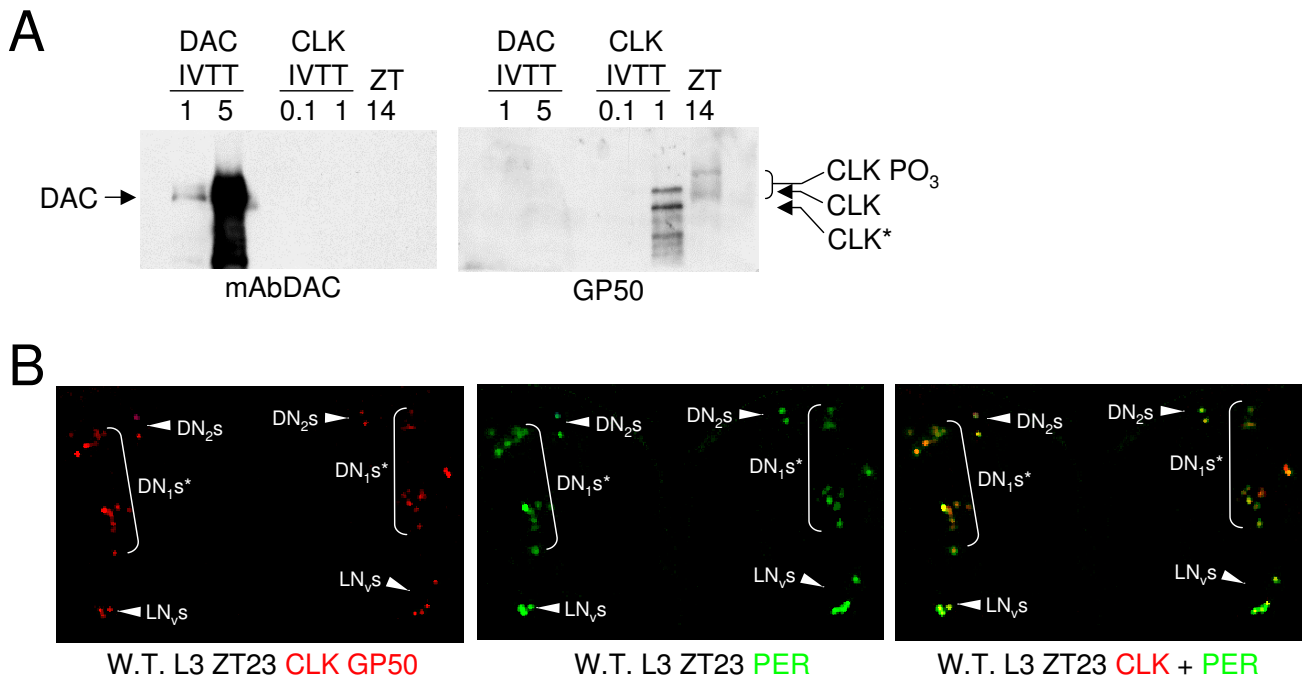 A
DAC CLK
IVTT IVTT ZT
1 5 0.1 1 14
DAC
mAbDAC
DAC CLK
IVTT IVTT ZT
1 5 0.1 1 14
CLK PO3
CLK
CLK*
GP50
B
DN2s
DN2s
DN1s*
DN1s*
LNvs
LNvs
W.T. L3 ZT23 CLK GP50
DN2s
DN2s
DN1s*
DN1s*
LNvs
LNvs
W.T. L3 ZT23 PER
DN2s
DN2s
DN1s*
DN1s*
LNvs
LNvs
W.T. L3 ZT23 CLK + PER